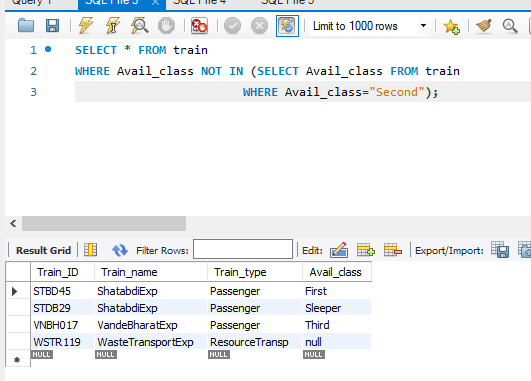 Query 1 SQL File 3 SQL File 4 SQL File 5
Limit to 1000 rows
1 SELECT * FROM train
2 WHERE Avail_class NOT IN (SELECT Avail_class FROM train
3 WHERE Avail_class="Second");
Result Grid Filter Rows: Edit: Export/Import:
Train_ID Train_name Train_type Avail_class
STBD45 ShatabdiExp Passenger First
STDB29 ShatabdiExp Passenger Sleeper
VNBH017 VandeBharatExp Passenger Third
WSTR119 WasteTransportExp ResourceTransp null
NULL NULL NULL NULL